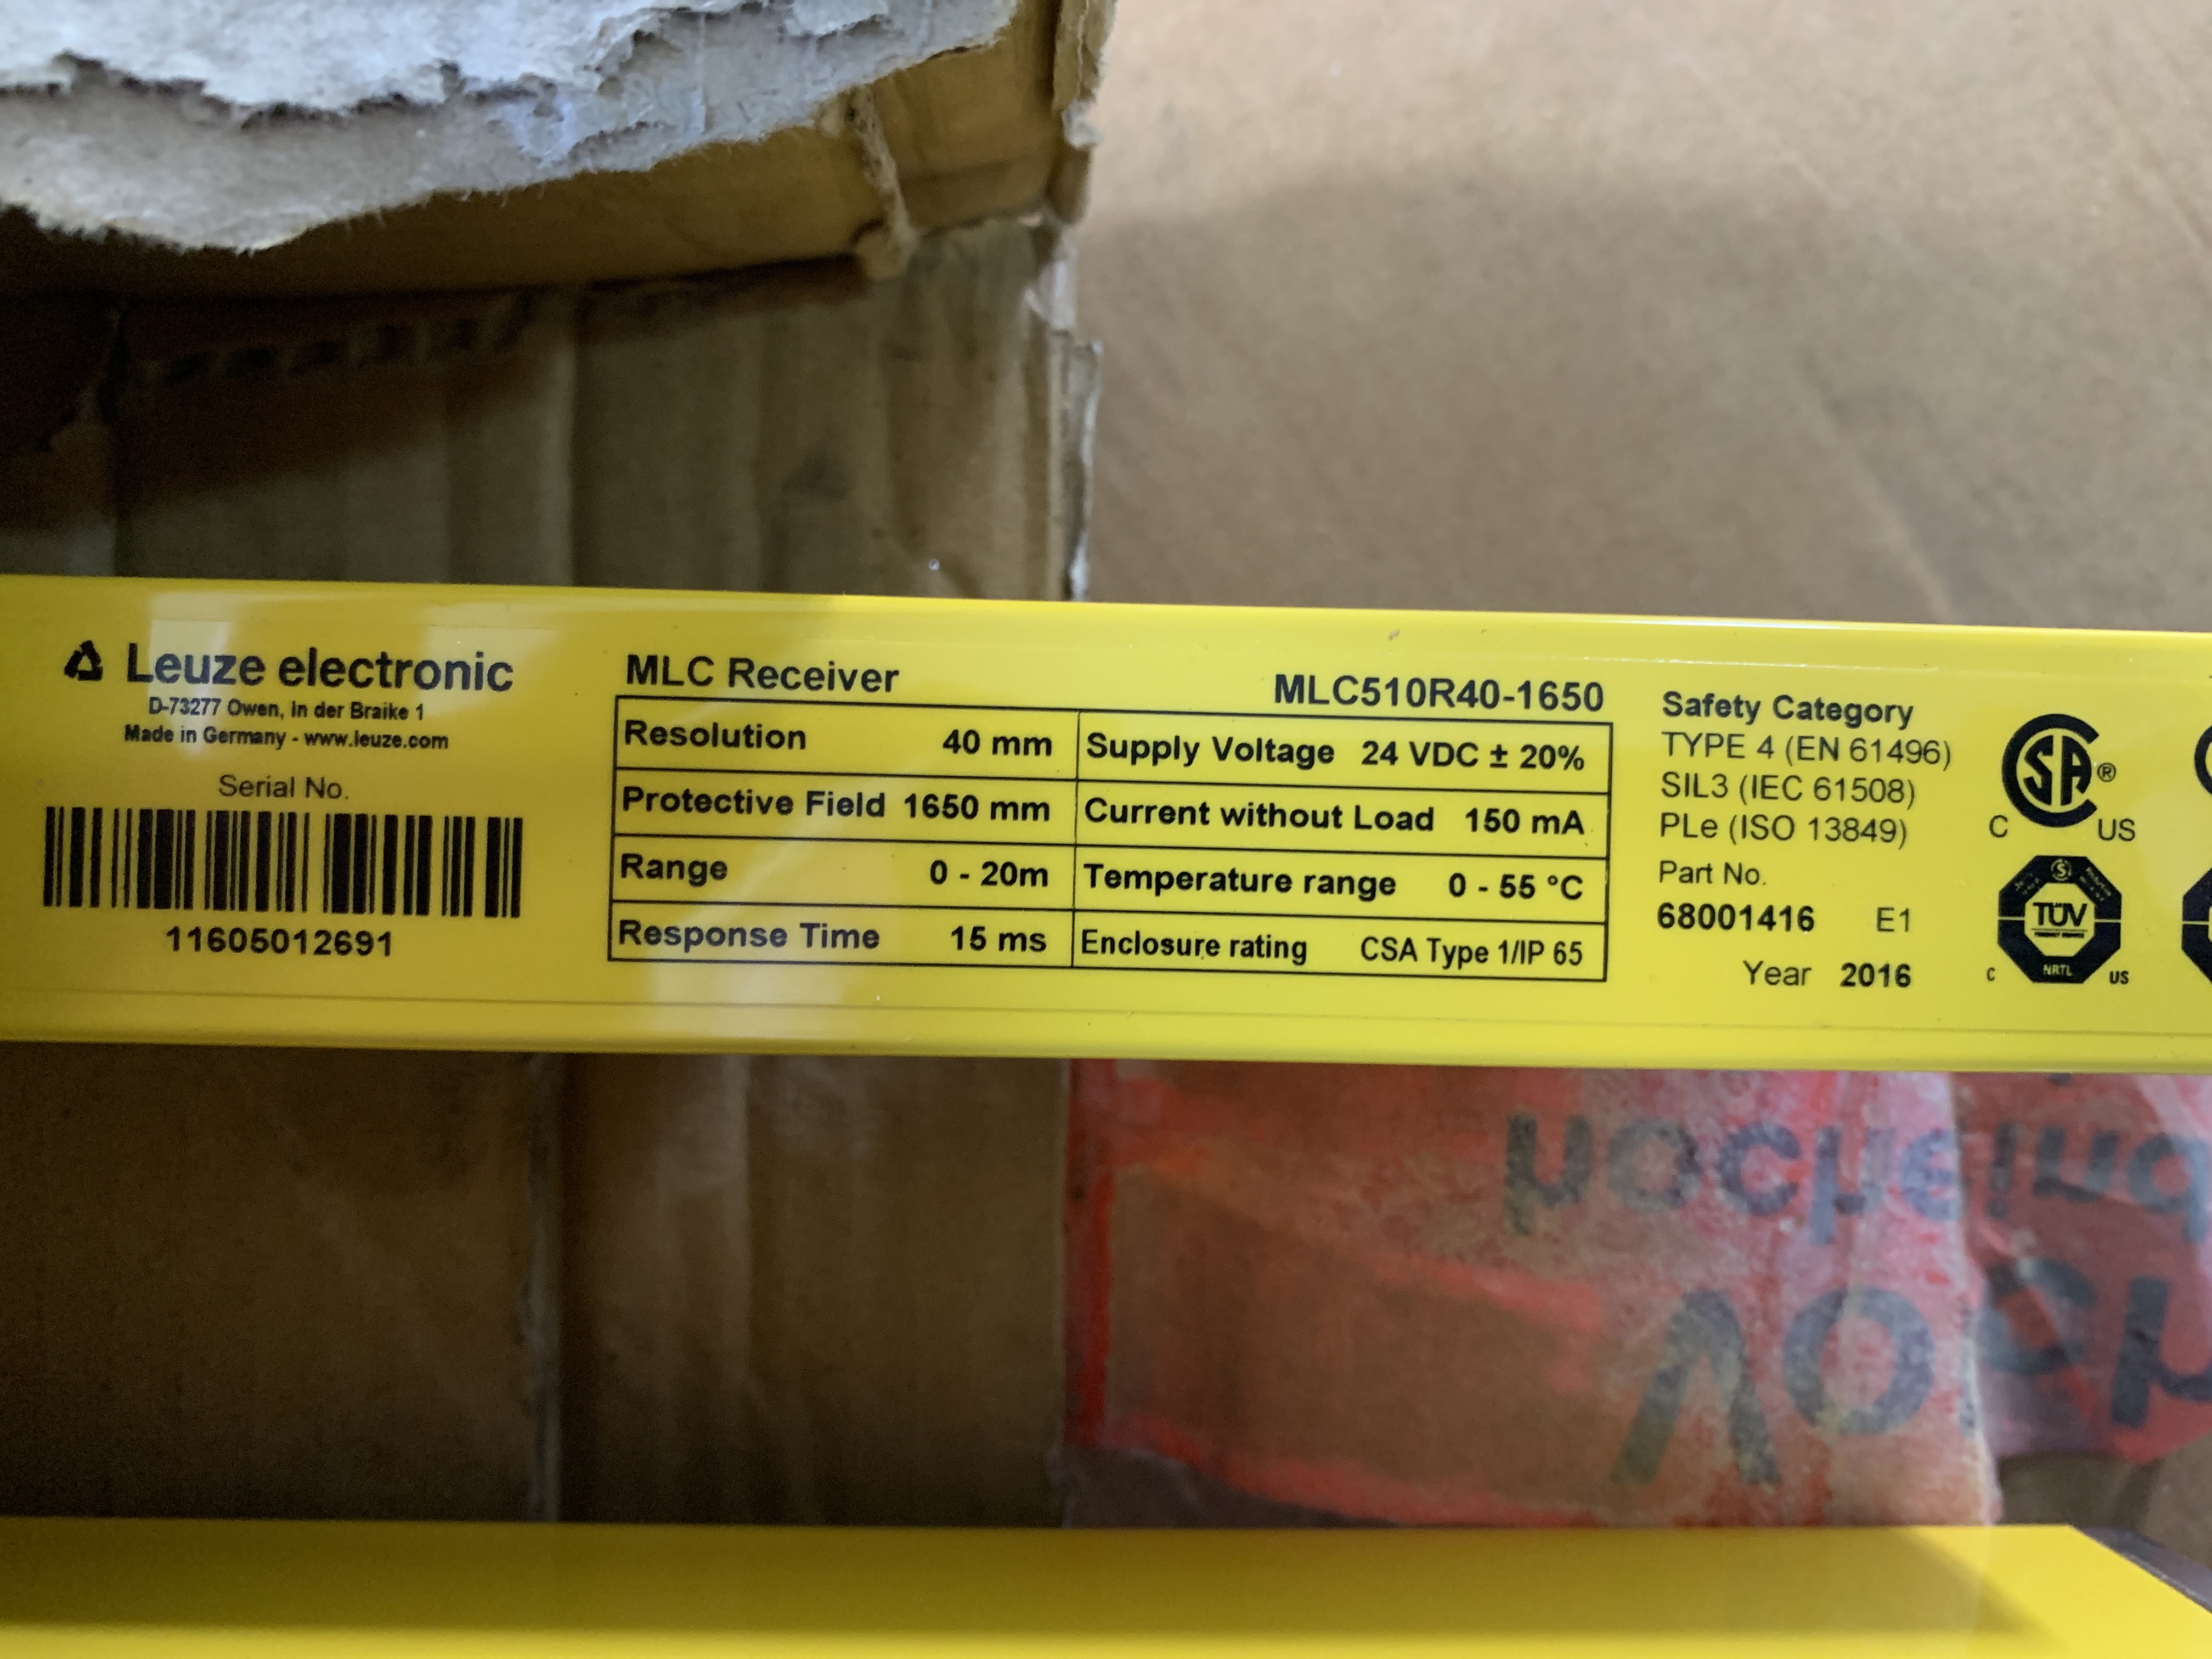 Leuze electronic
D-73277 Owen, In der Braike 1
Made in Germany - www.leuze.com
Serial No.
11605012691
MLC Receiver
MLC510R40-1650
Resolution 40 mm
Supply Voltage 24 VDC ± 20%
Protective Field 1650 mm
Current without Load 150 mA
Range 0 - 20m
Temperature range 0 - 55 °C
Response Time 15 ms
Enclosure rating CSA Type 1/IP 65
Safety Category
TYPE 4 (EN 61496)
SIL3 (IEC 61508)
PLe (ISO 13849)
Part No.
68001416 E1
Year 2016
CSA®
C US
TÜV
NRTL
C US